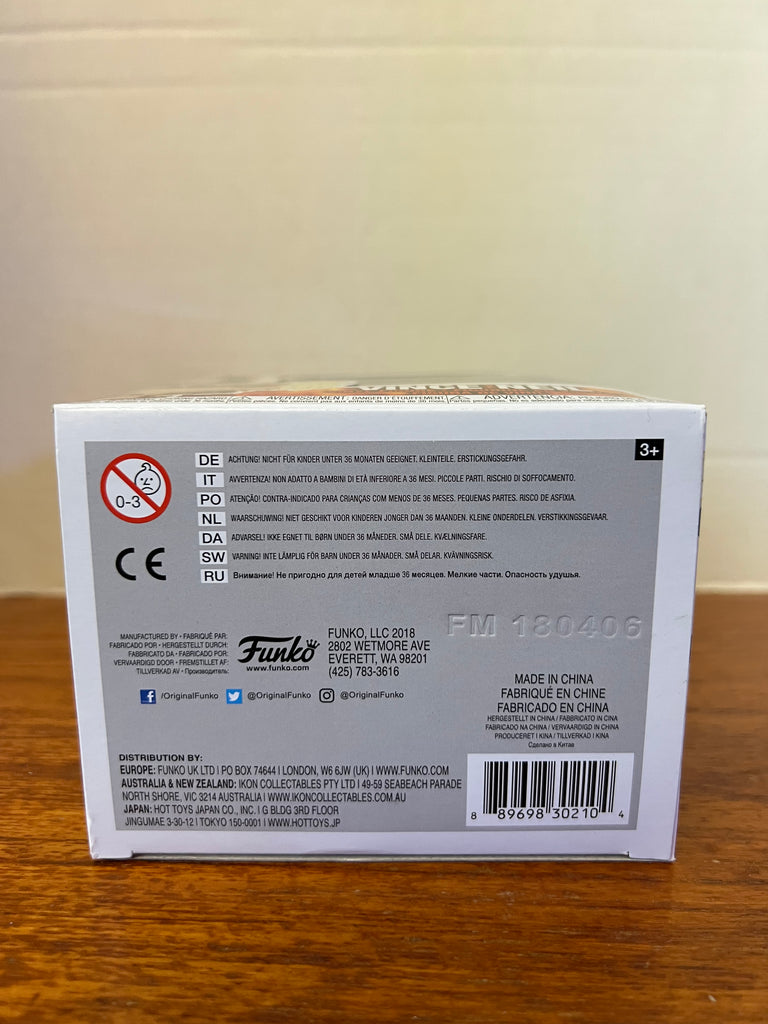 AVERTISSEMENT: DANGER D'ÉTOUFFEMENT ADVERTENCIA:
VINCE NEIL
3+
0-3
DE ACHTUNG! NICHT FÜR KINDER UNTER 36 MONATEN GEEIGNET. KLEINTEILE. ERSTICKUNGSGEFAHR.
IT AVVERTENZA! NON ADATTO A BAMBINI DI ETÀ INFERIORE A 36 MESI. PICCOLE PARTI. RISCHIO DI SOFFOCAMENTO.
PO ATENÇÃO! CONTRA-INDICADO PARA CRIANÇAS COM MENOS DE 36 MESES. PEQUENAS PARTES. RISCO DE ASFIXIA.
NL WAARSCHUWING! NIET GESCHIKT VOOR KINDEREN JONGER DAN 36 MAANDEN. KLEINE ONDERDELEN. VERSTIKKINGSGEVAAR.
DA ADVARSEL! IKKE EGNET TIL BØRN UNDER 36 MÅNEDER. SMÅ DELE. KVÆLNINGSFARE.
SW VARNING! INTE LÄMPLIG FÖR BARN UNDER 36 MÅNADER. SMÅ DELAR. KVÄVNINGSRISK.
RU Внимание! Не пригодно для детей младше 36 месяцев. Мелкие части. Опасность удушья.
CE
FM 180406
MANUFACTURED BY • FABRIQUÉ PAR:
FABRICADO POR • HERGESTELLT DURCH:
FABBRICATO DA • FABRICADO POR:
VERVAARDIGD DOOR • FREMSTILLET AF:
TILLVERKAD AV • Производитель:
Funko
www.funko.com
FUNKO, LLC 2018
2802 WETMORE AVE
EVERETT, WA 98201
(425) 783-3616
/OriginalFunko @OriginalFunko @OriginalFunko
MADE IN CHINA
FABRIQUÉ EN CHINE
FABRICADO EN CHINA
HERGESTELLT IN CHINA / FABBRICATO IN CINA
FABRICADO NA CHINA / VERVAARDIGD IN CHINA
PRODUCERET I KINA / TILLVERKAD I KINA
Сделано в Китае
DISTRIBUTION BY:
EUROPE: FUNKO UK LTD I PO BOX 74644 I LONDON, W6 6JW (UK) I WWW.FUNKO.COM
AUSTRALIA & NEW ZEALAND: IKON COLLECTABLES PTY LTD I 49-59 SEABEACH PARADE
NORTH SHORE, VIC 3214 AUSTRALIA I WWW.IKONCOLLECTABLES.COM.AU
JAPAN: HOT TOYS JAPAN CO., INC. I G BLDG 3RD FLOOR
JINGUMAE 3-30-12 I TOKYO 150-0001 I WWW.HOTTOYS.JP
8 89698 30210 4